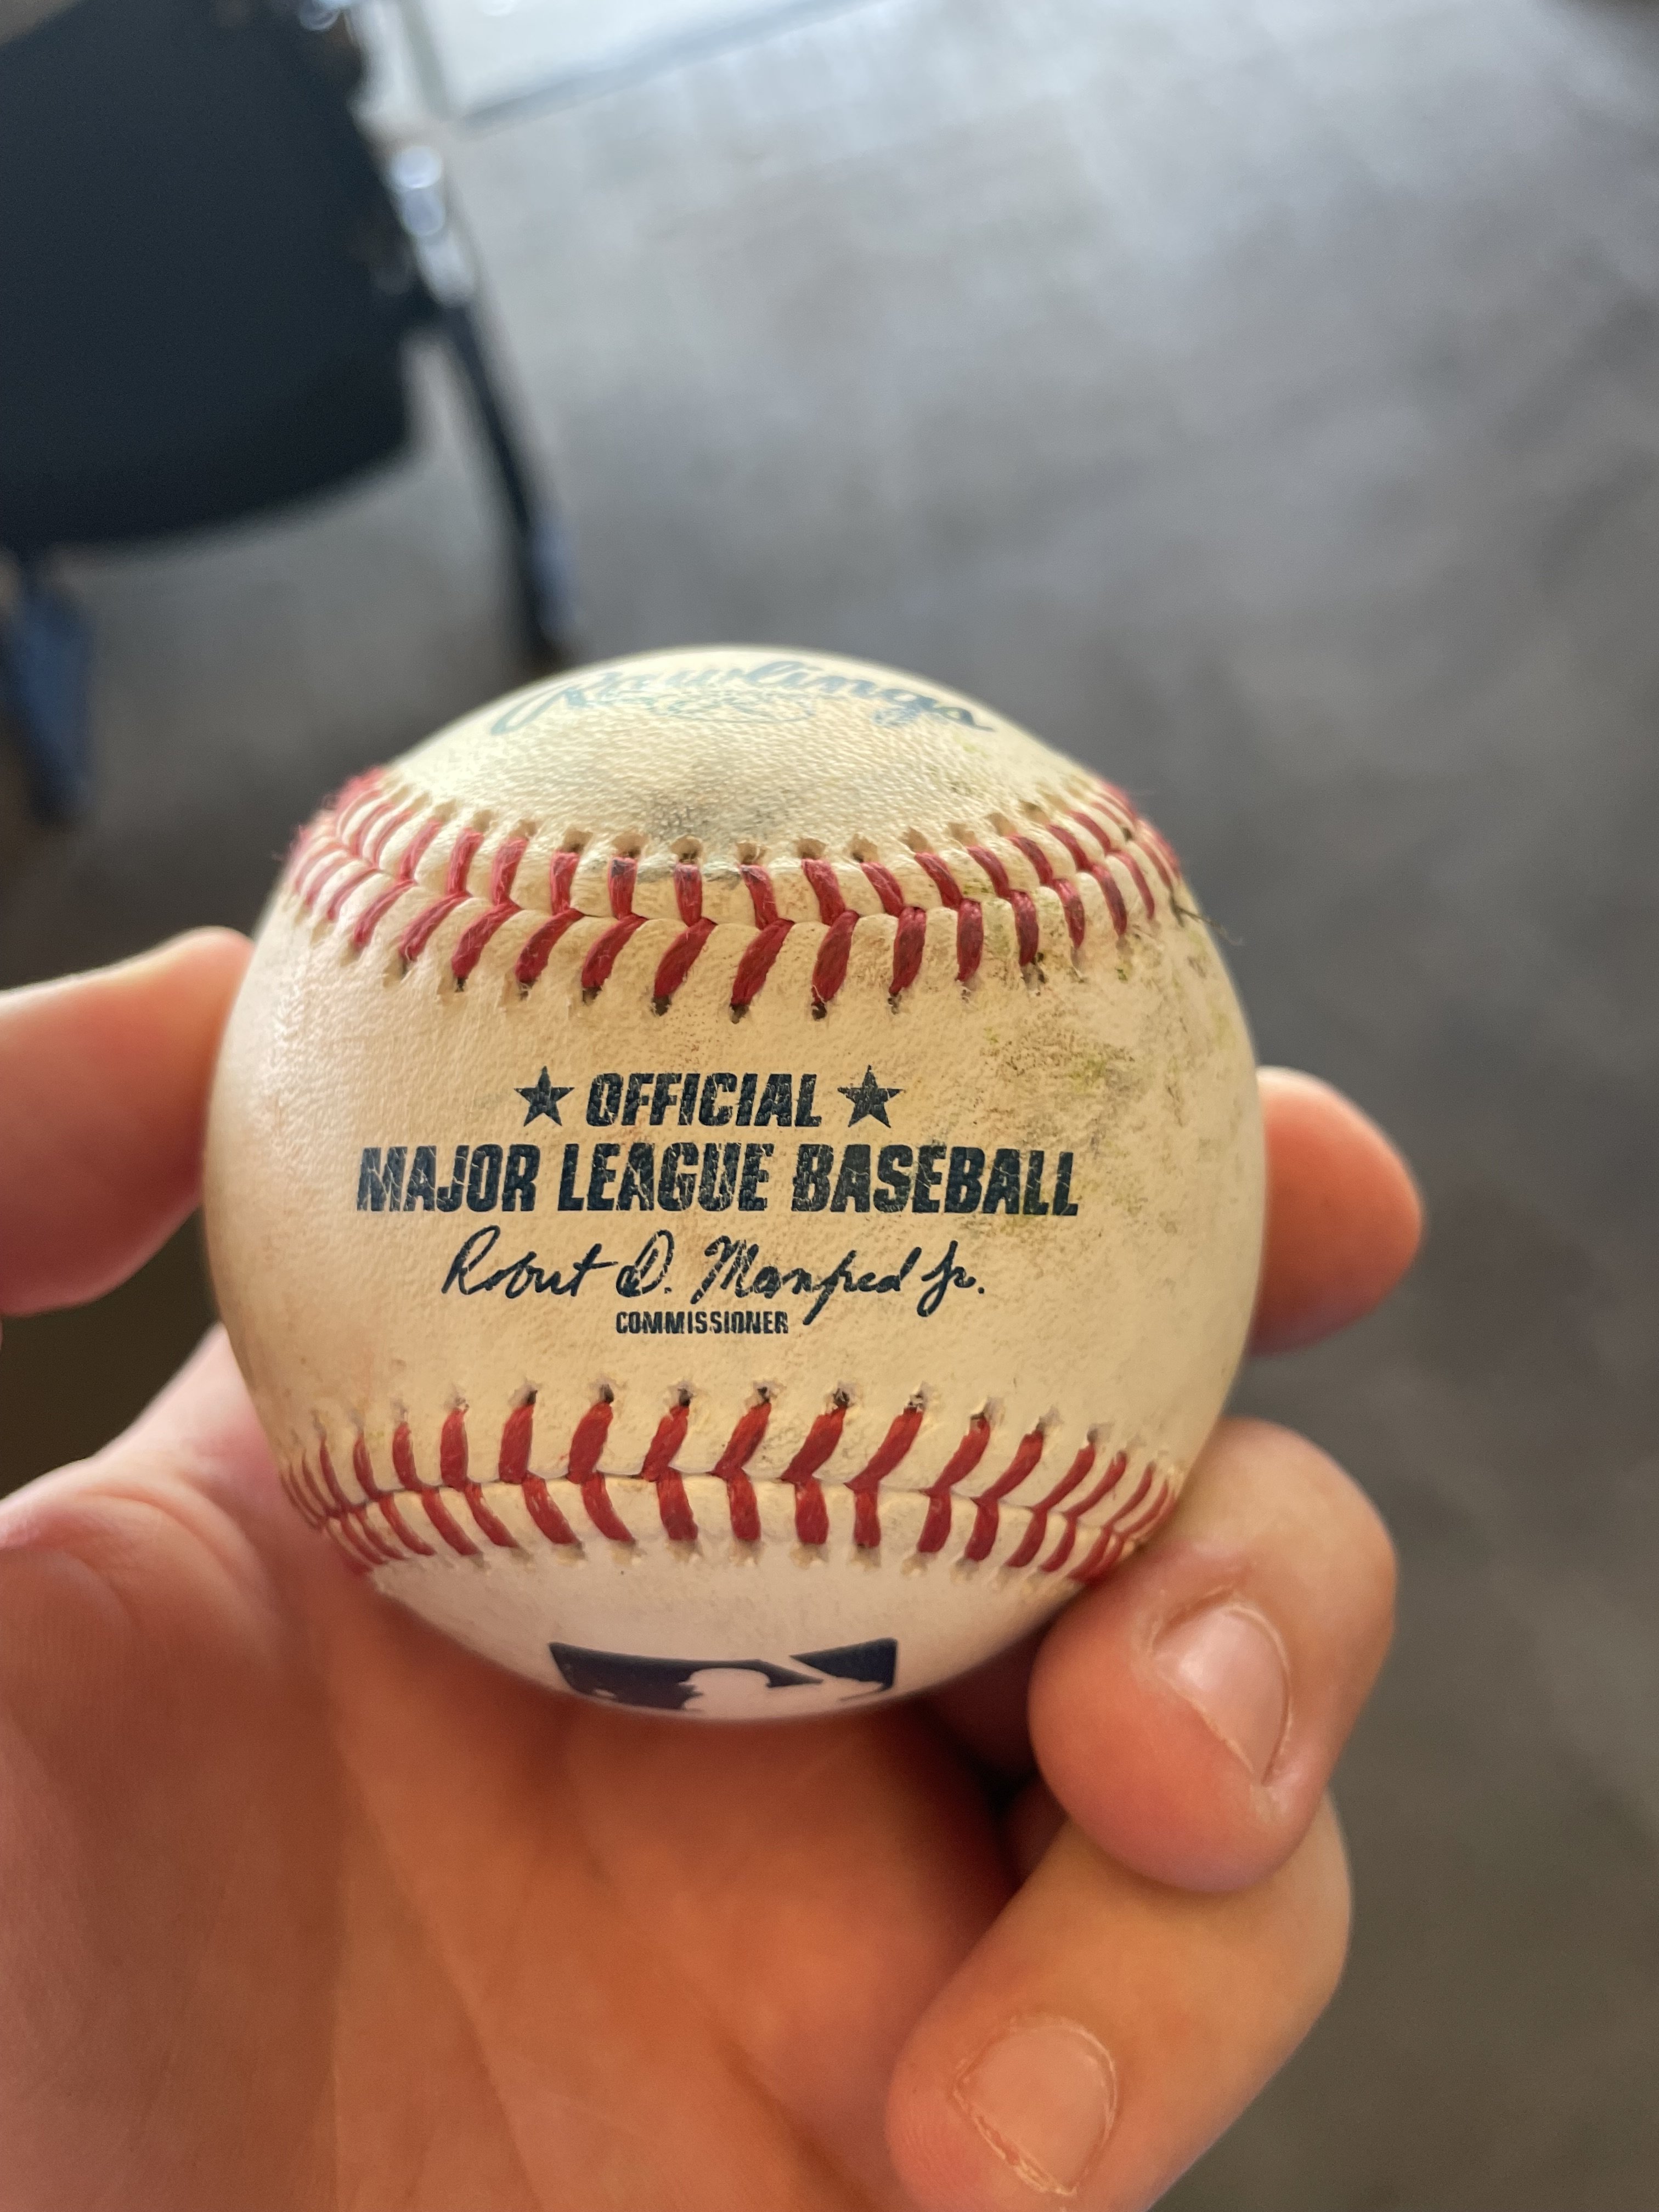 Rawlings
★ OFFICIAL ★
MAJOR LEAGUE BASEBALL
Robert D. Manfred Jr.
COMMISSIONER